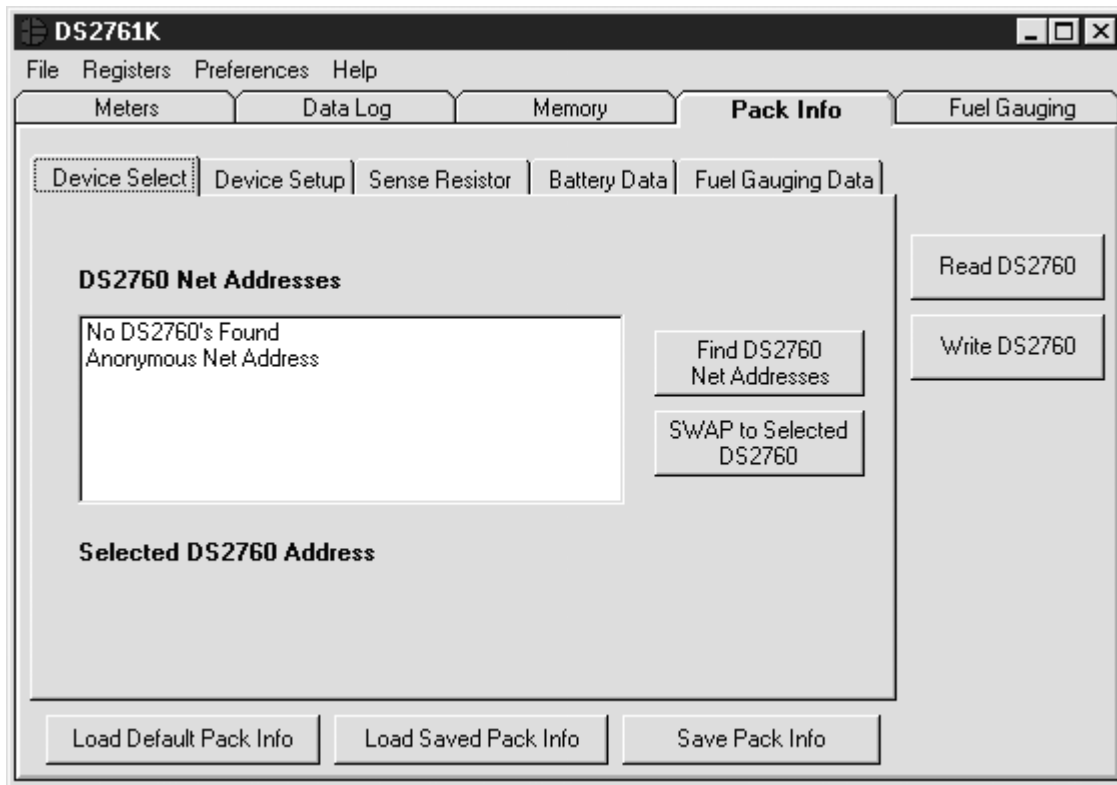 DS2761K
File Registers Preferences Help
Meters Data Log Memory Pack Info Fuel Gauging
Device Select Device Setup Sense Resistor Battery Data Fuel Gauging Data
DS2760 Net Addresses
No DS2760's Found
Anonymous Net Address
Find DS2760
Net Addresses
SWAP to Selected
DS2760
Read DS2760
Write DS2760
Selected DS2760 Address
Load Default Pack Info Load Saved Pack Info Save Pack Info